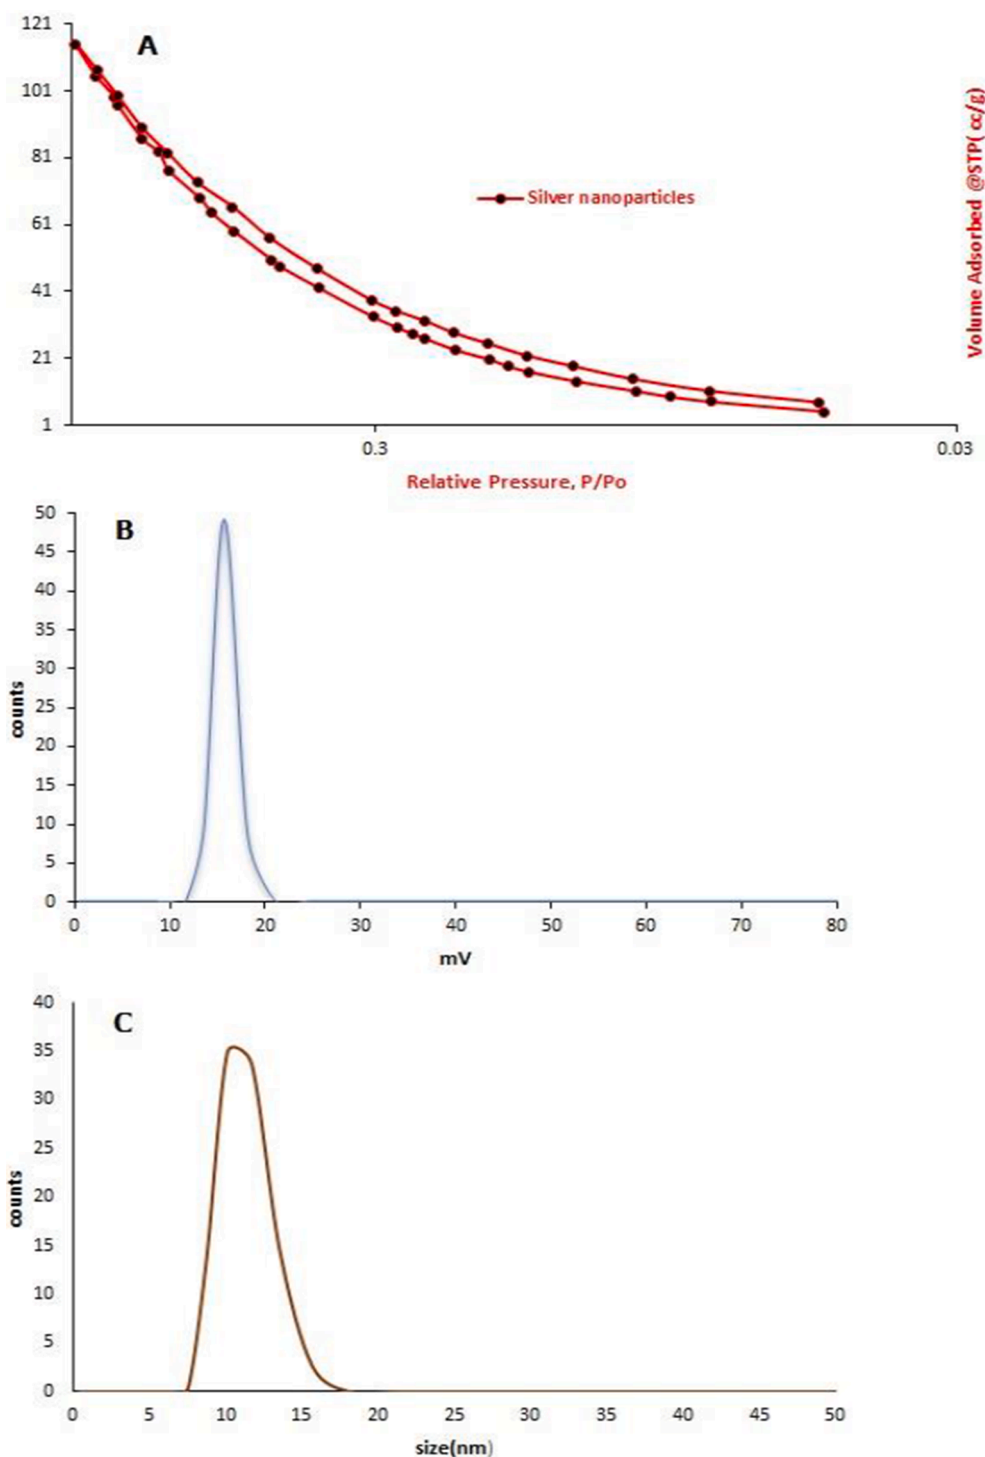 A
121
101
81
61
41
21
1
0.3
0.03
Silver nanoparticles
Volume Adsorbed @STP( cc/g)
Relative Pressure, P/Po
B
50
45
40
35
30
25
20
15
10
5
0
counts
0 10 20 30 40 50 60 70 80
mV
C
40
35
30
25
20
15
10
5
0
counts
0 5 10 15 20 25 30 35 40 45 50
size(nm)